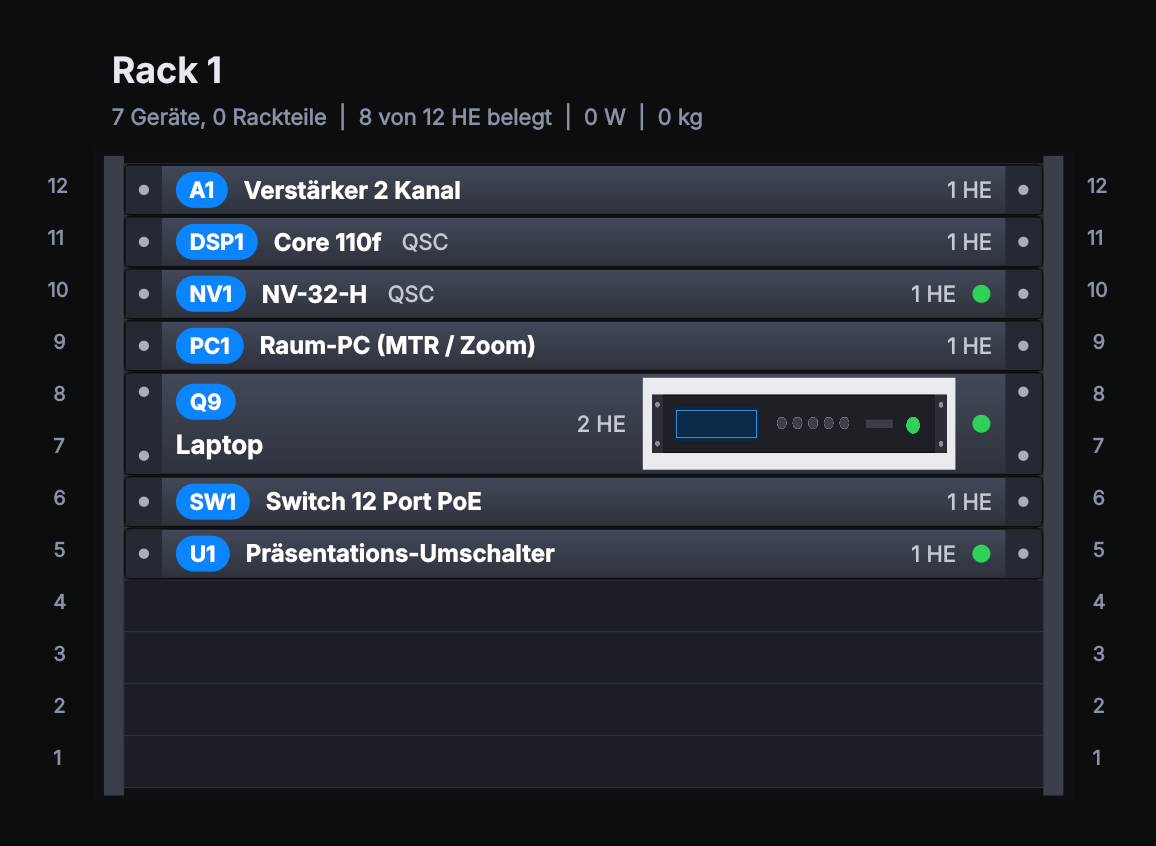 Rack 1
7 Geräte, 0 Rackteile | 8 von 12 HE belegt | 0 W | 0 kg
12 A1 Verstärker 2 Kanal 1 HE 12
11 DSP1 Core 110f QSC 1 HE 11
10 NV1 NV-32-H QSC 1 HE 10
9 PC1 Raum-PC (MTR / Zoom) 1 HE 9
8 Q9 8
2 HE
7 Laptop 7
6 SW1 Switch 12 Port PoE 1 HE 6
5 U1 Präsentations-Umschalter 1 HE 5
4 4
3 3
2 2
1 1